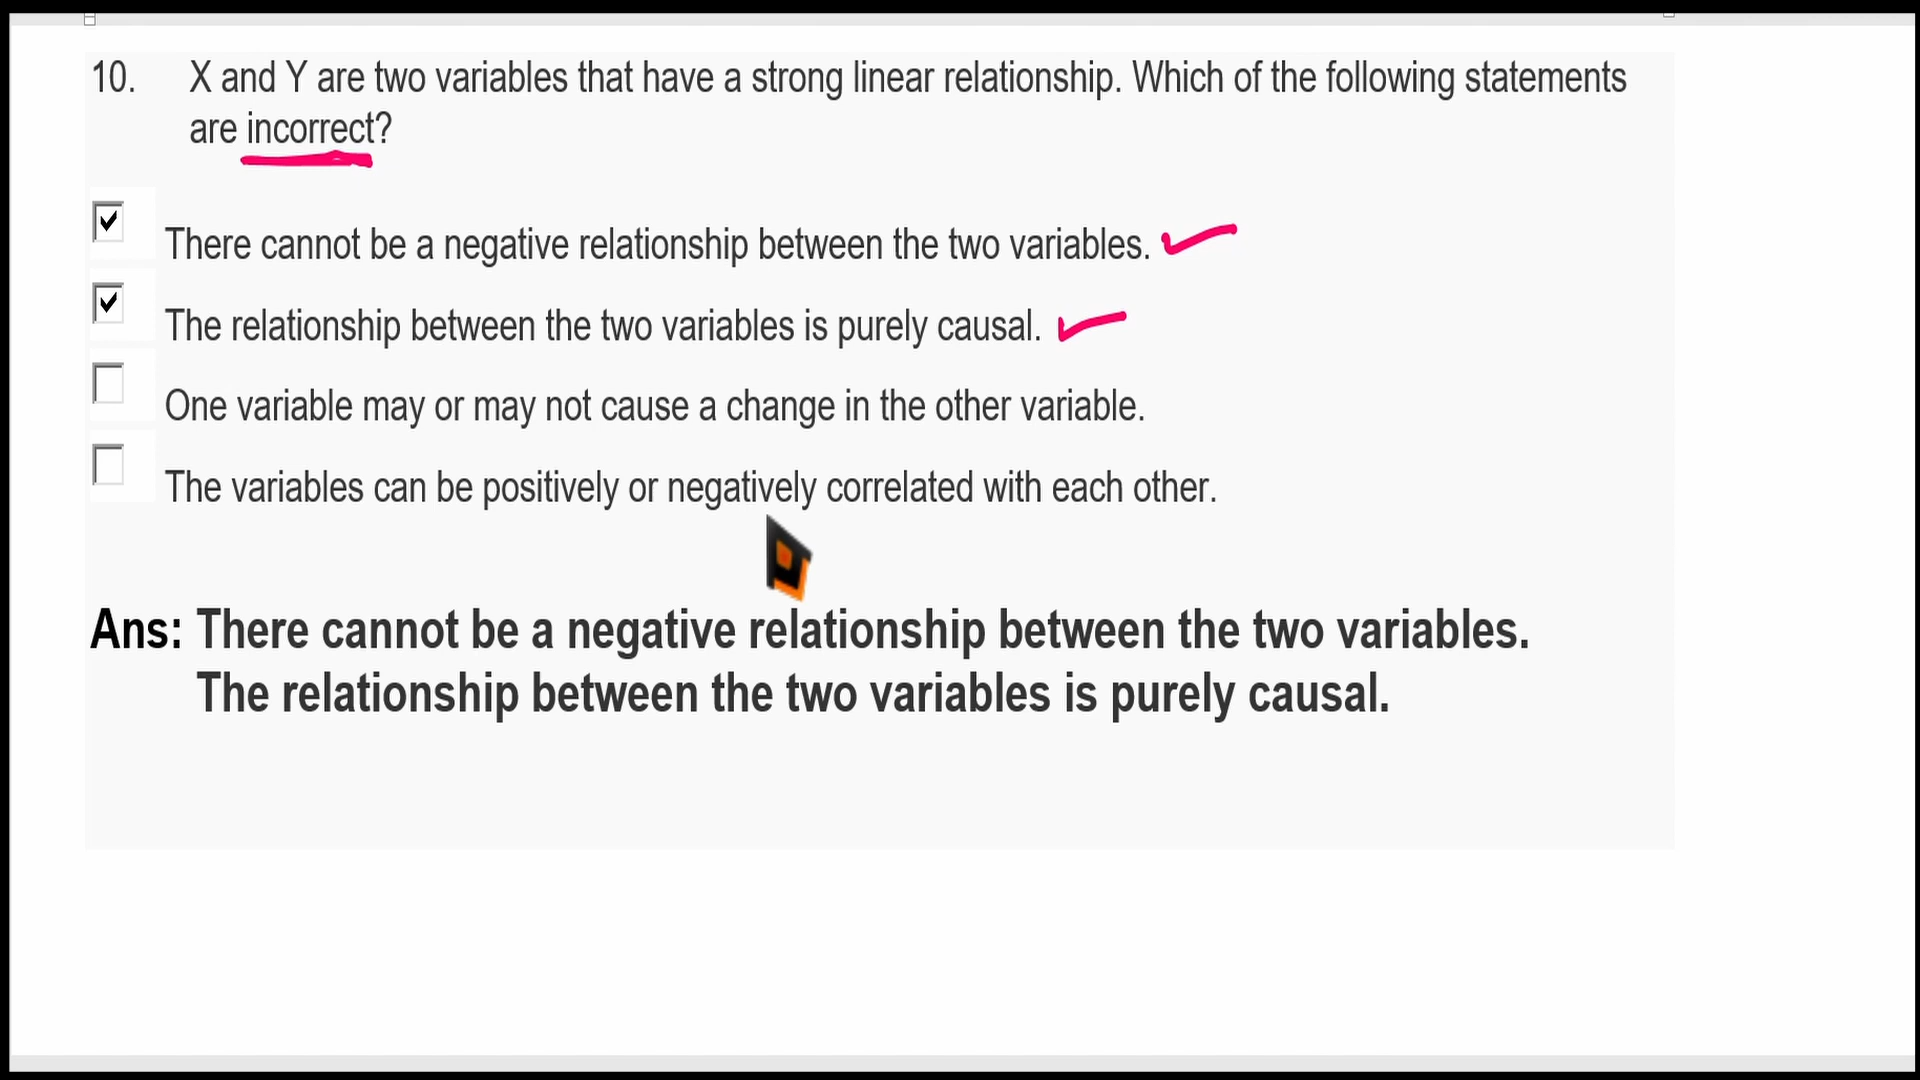 10. X and Y are two variables that have a strong linear relationship. Which of the following statements
are incorrect?
There cannot be a negative relationship between the two variables.
The relationship between the two variables is purely causal.
One variable may or may not cause a change in the other variable.
The variables can be positively or negatively correlated with each other.
Ans: There cannot be a negative relationship between the two variables.
The relationship between the two variables is purely causal.